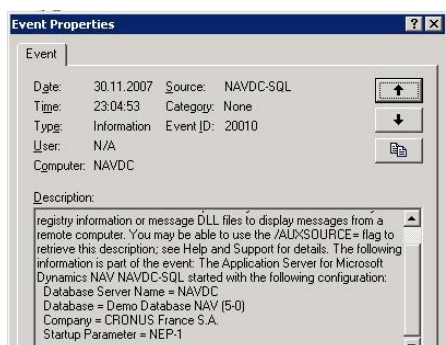 Event Properties
Event
Date: 30.11.2007 Source: NAVDC-SQL
Time: 23:04:53 Category: None
Type: Information Event ID: 20010
User: N/A
Computer: NAVDC
Description:
registry information or message DLL files to display messages from a
remote computer. You may be able to use the /AUXSOURCE= flag to
retrieve this description; see Help and Support for details. The following
information is part of the event: The Application Server for Microsoft
Dynamics NAV NAVDC-SQL started with the following configuration:
Database Server Name = NAVDC
Database = Demo Database NAV (5-0)
Company = CRONUS France S.A.
Startup Parameter = NEP-1